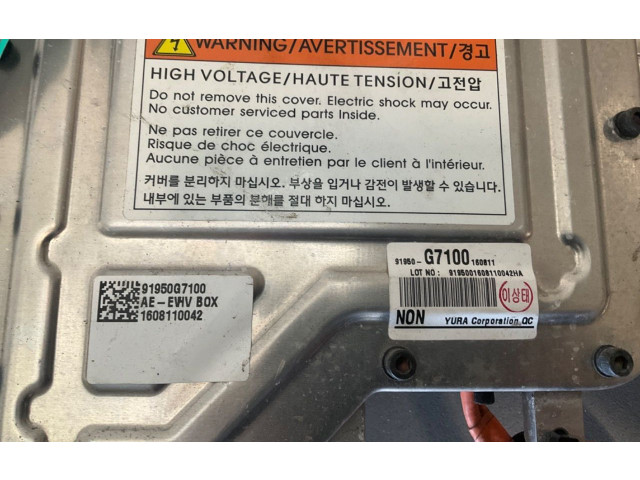 WARNING/AVERTISSEMENT/경고
HIGH VOLTAGE/HAUTE TENSION/고전압
Do not remove this cover. Electric shock may occur.
No customer serviced parts Inside.
Ne pas retirer ce couvercle.
Risque de choc électrique.
Aucune pièce à entretien par le client à l'intérieur.
커버를 분리하지 마십시오. 부상을 입거나 감전이 발생할 수 있습니다.
내부에 있는 부품의 분해를 절대 하지 마십시오.
91950-G7100 160811
LOT NO: 9195001608110042HA
이상태
NON YURA Corporation.QC
91950G7100
AE-EVHV BOX
1608110042